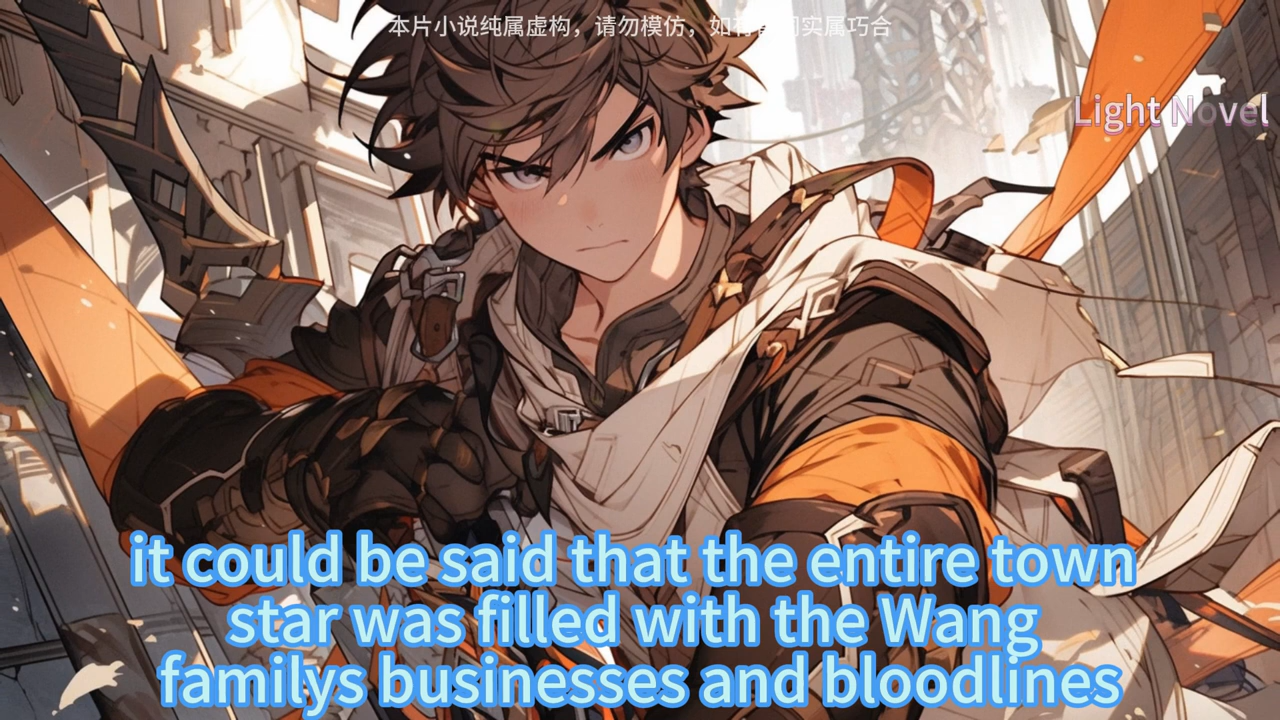 本片小说纯属虚构，请勿模仿，如有雷同实属巧合
Light Novel
it could be said that the entire town
star was filled with the Wang
familys businesses and bloodlines